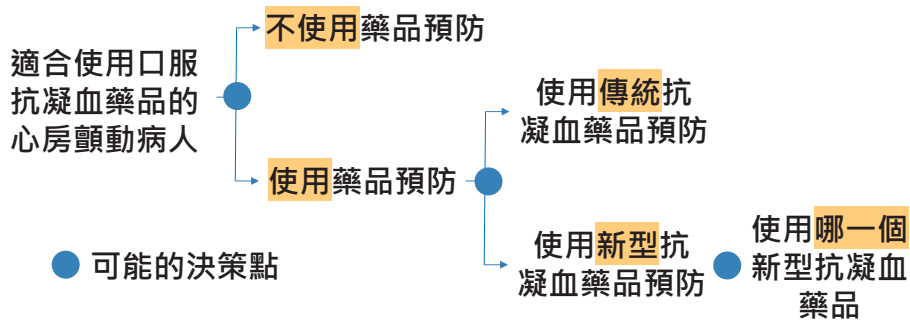 適合使用口服
抗凝血藥品的
心房顫動病人
不使用藥品預防
使用藥品預防
使用傳統抗
凝血藥品預防
使用新型抗
凝血藥品預防
使用哪一個
新型抗凝血
藥品
可能的決策點